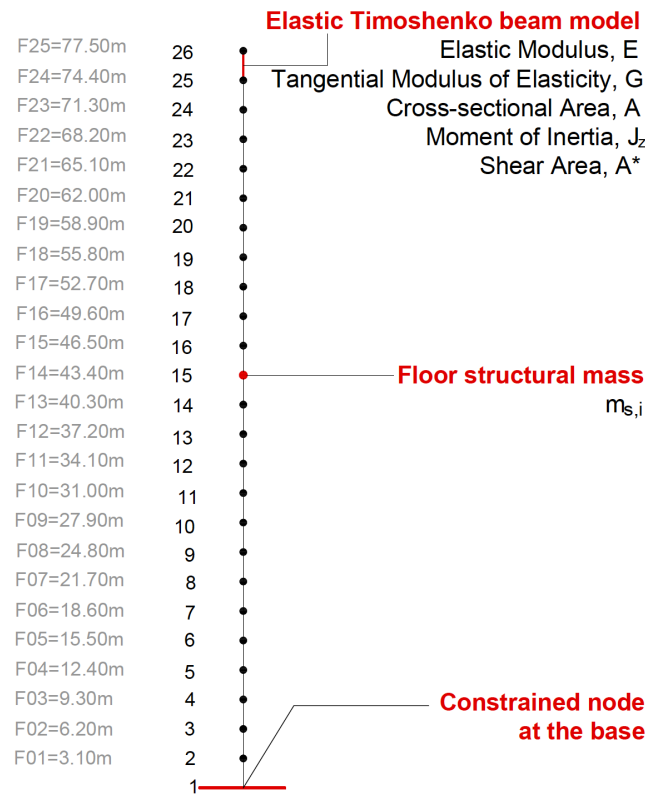 Elastic Timoshenko beam model
F25=77.50m 26 Elastic Modulus, E
F24=74.40m 25 Tangential Modulus of Elasticity, G
F23=71.30m 24 Cross-sectional Area, A
F22=68.20m 23 Moment of Inertia, Jz
F21=65.10m 22 Shear Area, A*
F20=62.00m 21
F19=58.90m 20
F18=55.80m 19
F17=52.70m 18
F16=49.60m 17
F15=46.50m 16
F14=43.40m 15 Floor structural mass
F13=40.30m 14 ms,i
F12=37.20m 13
F11=34.10m 12
F10=31.00m 11
F09=27.90m 10
F08=24.80m 9
F07=21.70m 8
F06=18.60m 7
F05=15.50m 6
F04=12.40m 5
F03=9.30m 4 Constrained node
F02=6.20m 3 at the base
F01=3.10m 2
1